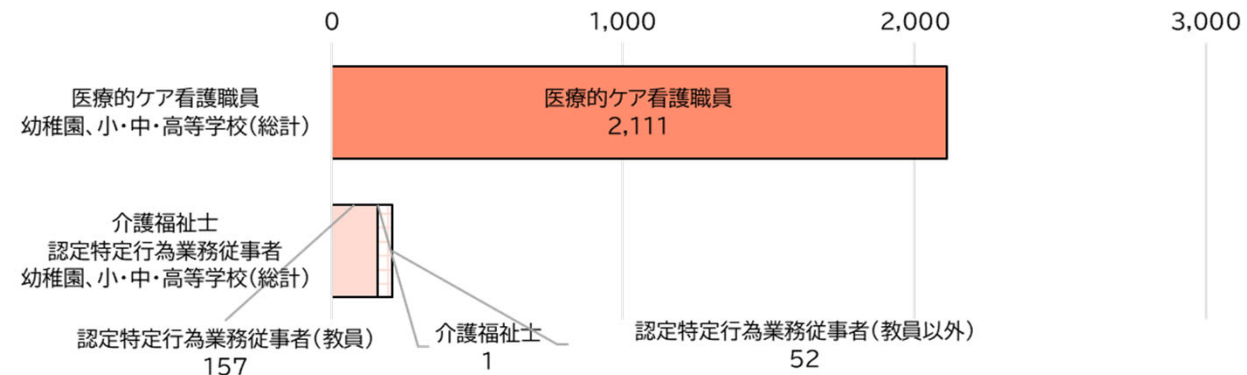 0 1,000 2,000 3,000
医療的ケア看護職員
幼稚園、小・中・高等学校(総計)
医療的ケア看護職員
2,111
介護福祉士
認定特定行為業務従事者
幼稚園、小・中・高等学校(総計)
認定特定行為業務従事者(教員)
157
介護福祉士
1
認定特定行為業務従事者(教員以外)
52